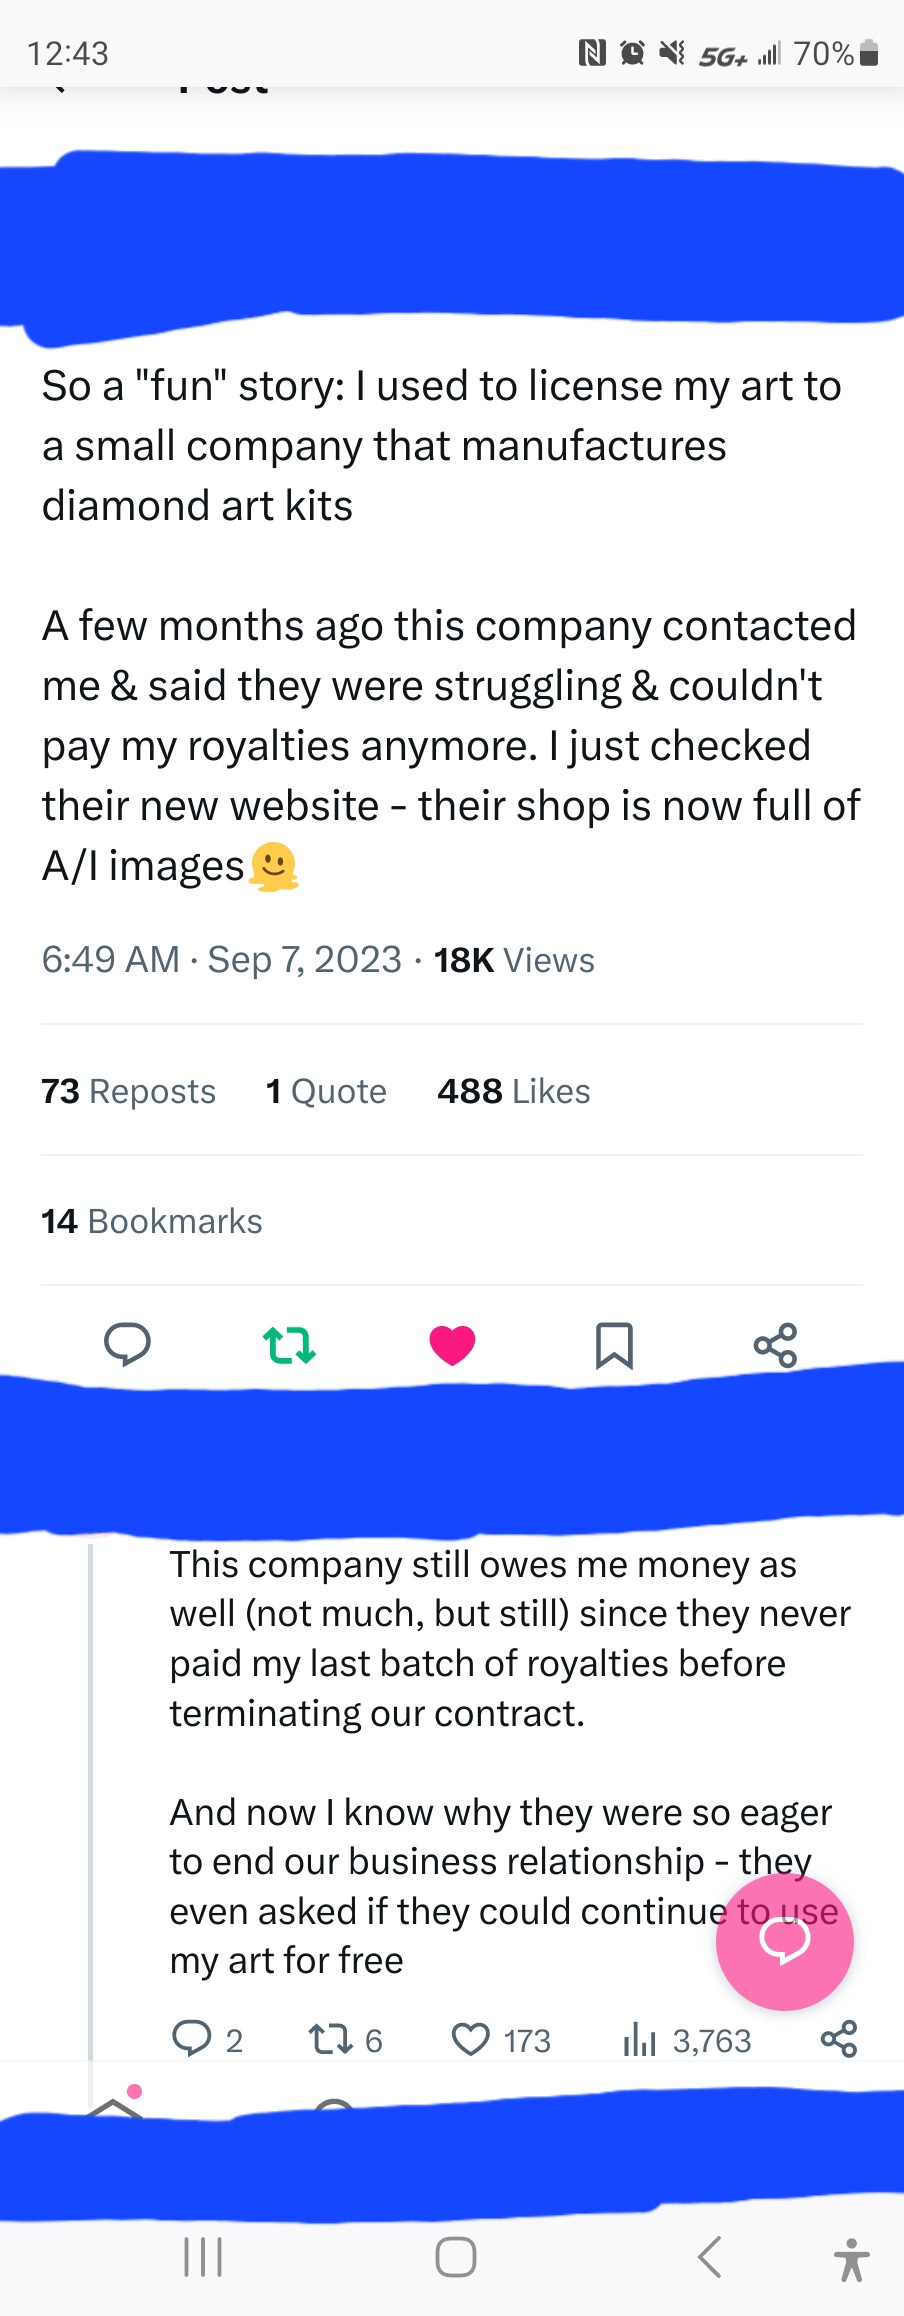 12:43
5G+ 70%
Post
So a "fun" story: I used to license my art to
a small company that manufactures
diamond art kits
A few months ago this company contacted
me & said they were struggling & couldn't
pay my royalties anymore. I just checked
their new website - their shop is now full of
A/I images🫠
6:49 AM · Sep 7, 2023 · 18K Views
73 Reposts 1 Quote 488 Likes
14 Bookmarks
This company still owes me money as
well (not much, but still) since they never
paid my last batch of royalties before
terminating our contract.
And now I know why they were so eager
to end our business relationship - they
even asked if they could continue to use
my art for free
2 6 173 3,763